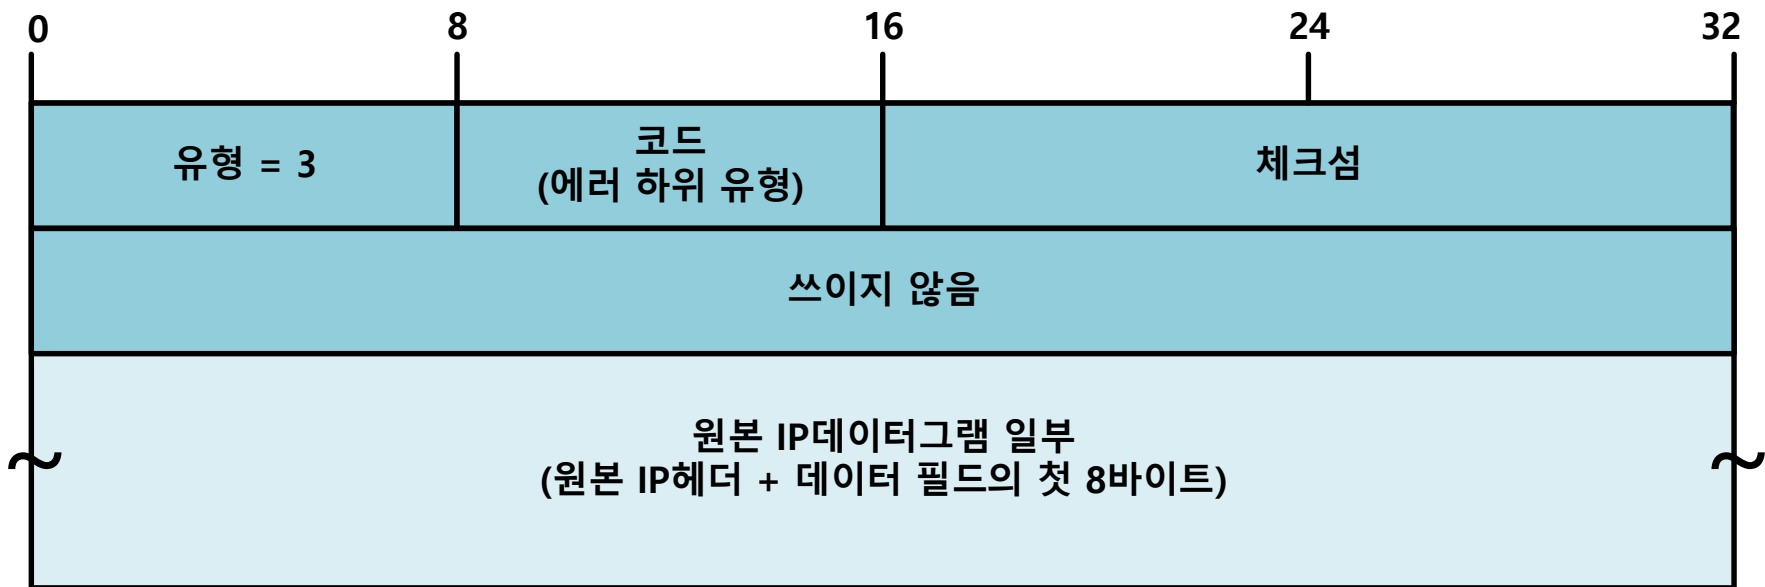 0 8 16 24 32
유형 = 3
코드
(에러 하위 유형)
체크섬
쓰이지 않음
원본 IP데이터그램 일부
~ ~
(원본 IP헤더 + 데이터 필드의 첫 8바이트)